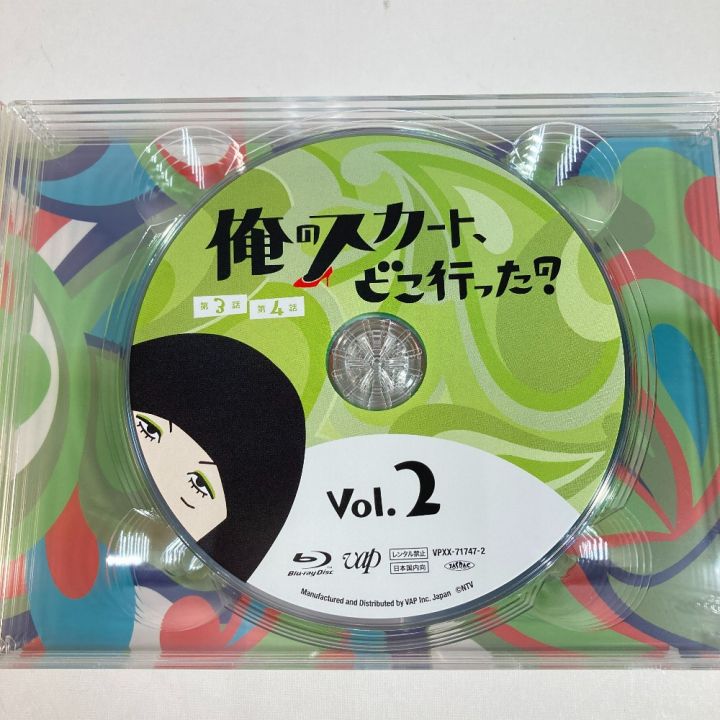 俺のスカート、
どこ行った?
第3話 第4話
Vol.2
Blu-ray Disc vap レンタル禁止 日本国内向 VPXX-71747-2
Manufactured and Distributed by VAP Inc. Japan ©NTV